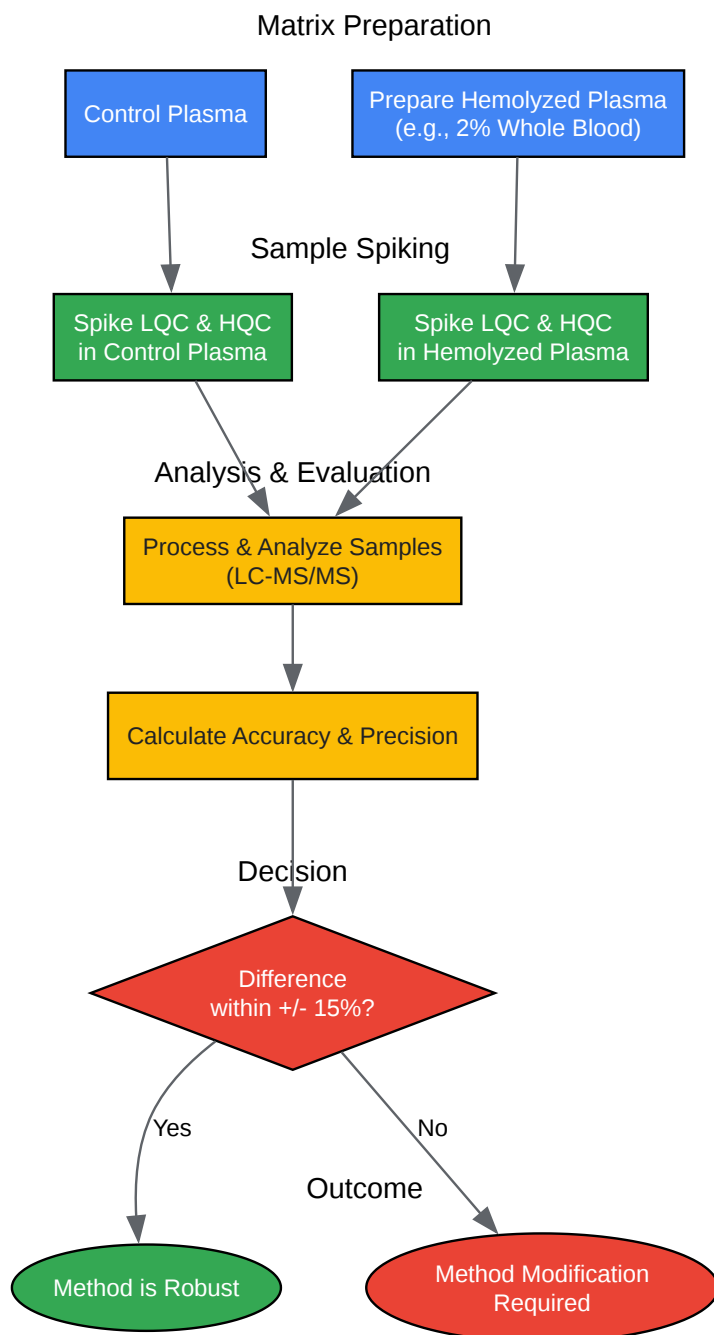 Matrix Preparation
Control Plasma
Prepare Hemolyzed Plasma
(e.g., 2% Whole Blood)
Sample Spiking
Spike LQC & HQC
in Control Plasma
Spike LQC & HQC
in Hemolyzed Plasma
Analysis & Evaluation
Process & Analyze Samples
(LC-MS/MS)
Calculate Accuracy & Precision
Decision
Difference
within +/- 15%?
Yes
No
Outcome
Method is Robust
Method Modification
Required